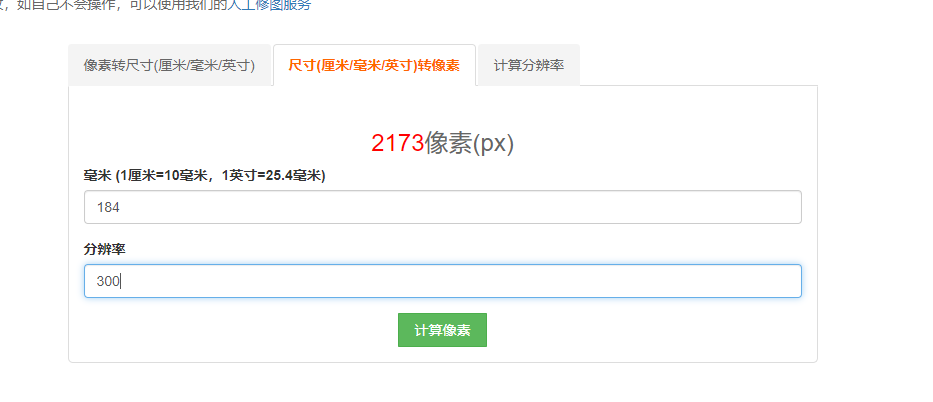 如自己不会操作，可以使用我们的人工修图服务
像素转尺寸(厘米/毫米/英寸) 尺寸(厘米/毫米/英寸)转像素 计算分辨率
2173像素(px)
毫米 (1厘米=10毫米，1英寸=25.4毫米)
184
分辨率
300
计算像素